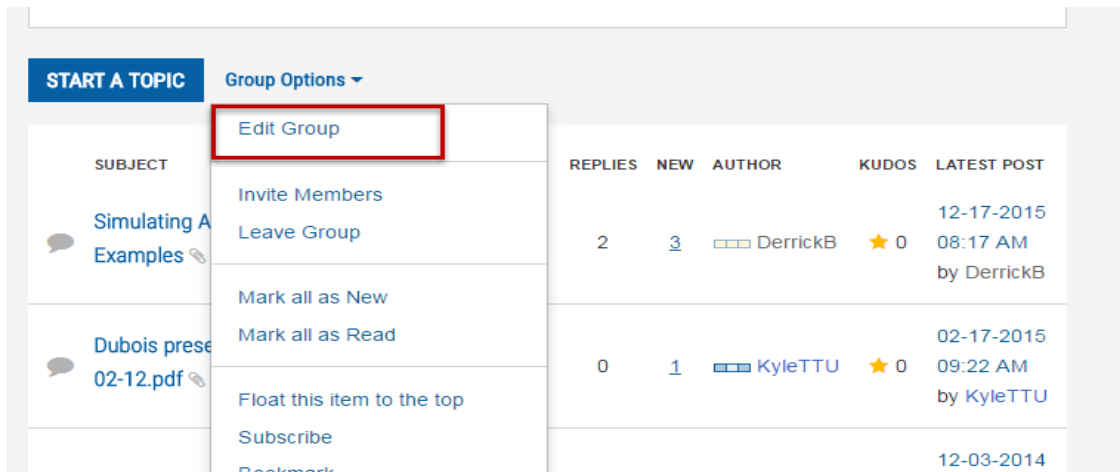 START A TOPIC Group Options
Edit Group
SUBJECT REPLIES NEW AUTHOR KUDOS LATEST POST
Invite Members
Leave Group
Mark all as New
Mark all as Read
Float this item to the top
Subscribe
Bookmark
Simulating A
Examples
2 3 DerrickB 0
12-17-2015
08:17 AM
by DerrickB
Dubois prese
02-12.pdf
0 1 KyleTTU 0
02-17-2015
09:22 AM
by KyleTTU
12-03-2014